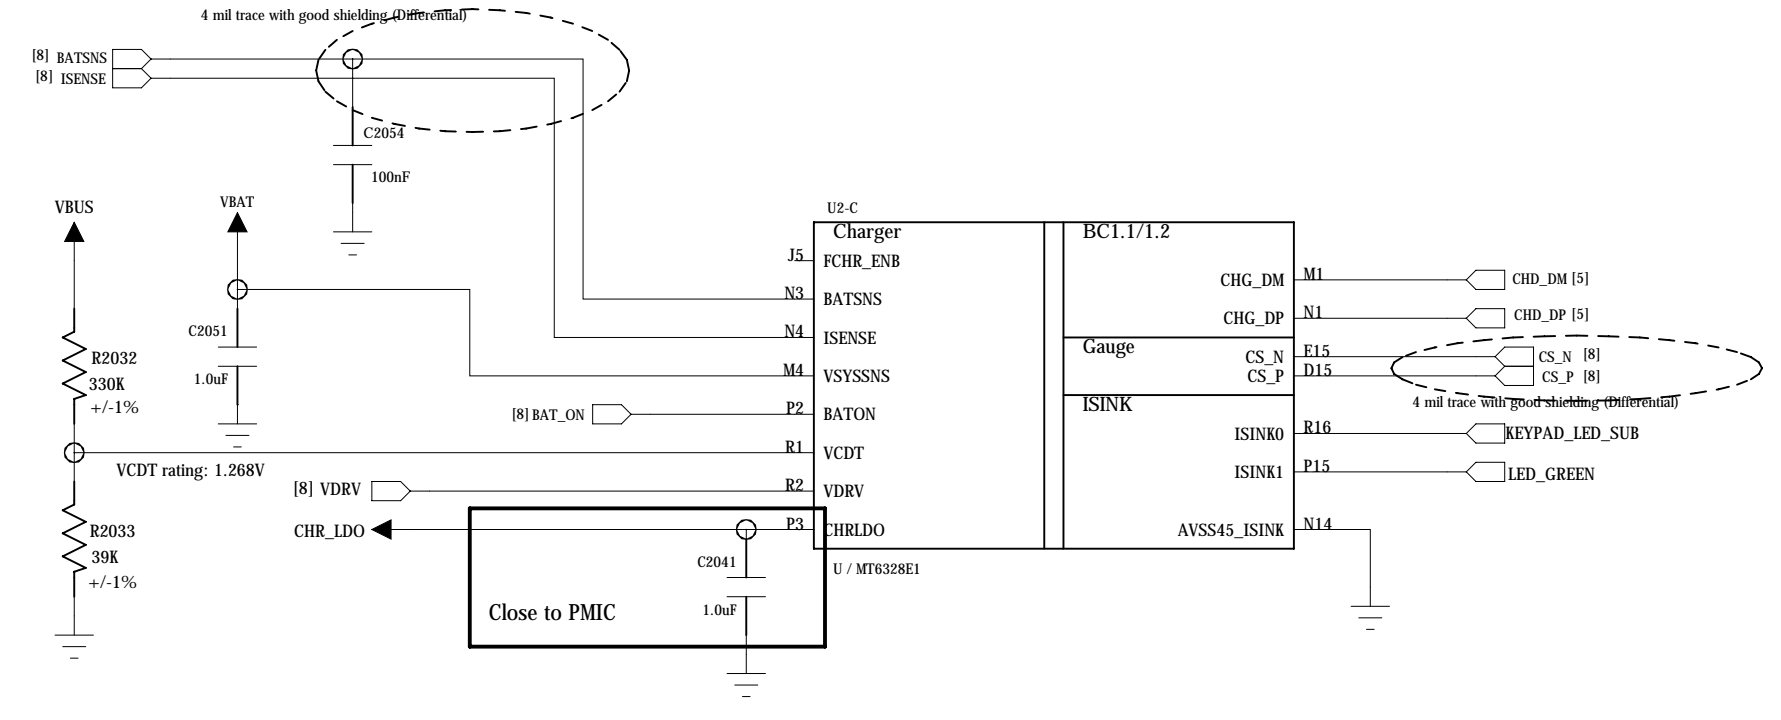 4 mil trace with good shielding (Differential)
[8] BATSNS
[8] ISENSE
C2054
100nF
VBUS
VBAT
C2051
1.0uF
R2032
330K
+/-1%
VCDT rating: 1.268V
R2033
39K
+/-1%
[8] BAT_ON
[8] VDRV
CHR_LDO
C2041
1.0uF
Close to PMIC
U2-C
Charger
J5 FCHR_ENB
N3 BATSNS
N4 ISENSE
M4 VSYSSNS
P2 BATON
R1 VCDT
R2 VDRV
P3 CHRLDO
U / MT6328E1
BC1.1/1.2
CHG_DM M1 CHD_DM [5]
CHG_DP N1 CHD_DP [5]
Gauge
CS_N E15 CS_N [8]
CS_P D15 CS_P [8]
4 mil trace with good shielding (Differential)
ISINK
ISINK0 R16 KEYPAD_LED_SUB
ISINK1 P15 LED_GREEN
AVSS45_ISINK N14